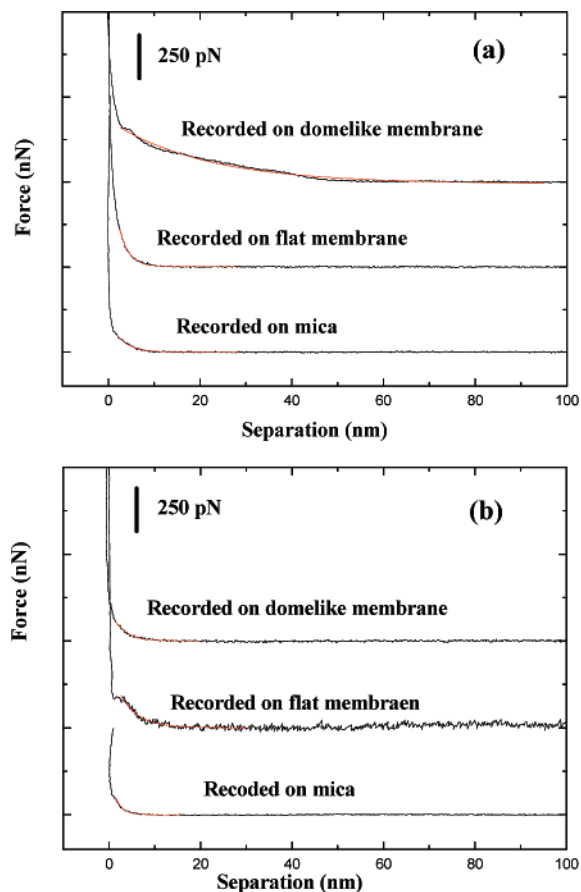 (a)
250 pN
Recorded on domelike membrane
Recorded on flat membrane
Recorded on mica
Force (nN)
0 20 40 60 80 100
Separation (nm)
(b)
250 pN
Recorded on domelike membrane
Recorded on flat membraen
Recoded on mica
Force (nN)
0 20 40 60 80 100
Separation (nm)